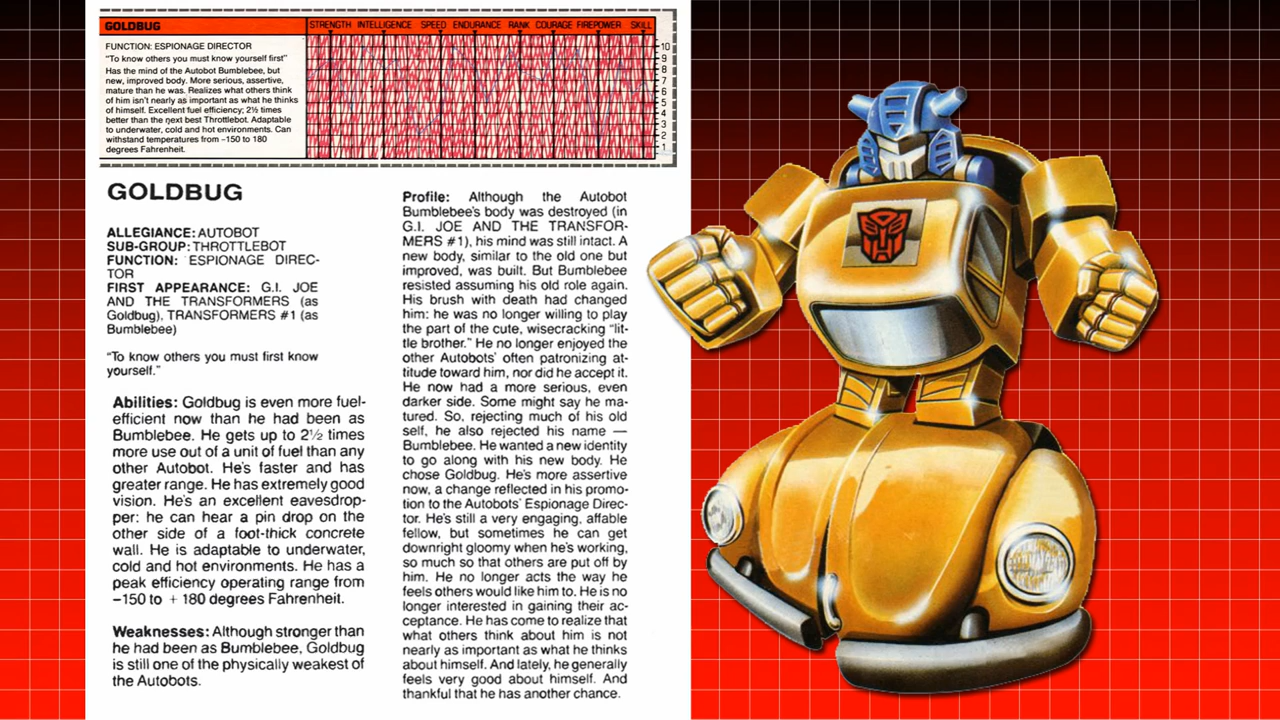 GOLDBUG
STRENGTH INTELLIGENCE SPEED ENDURANCE RANK COURAGE FIREPOWER SKILL
FUNCTION: ESPIONAGE DIRECTOR
"To know others you must know yourself first"
Has the mind of the Autobot Bumblebee, but
new, improved body. More serious, assertive,
mature than he was. Realizes what others think
of him isn't nearly as important as what he thinks
of himself. Excellent fuel efficiency; 2½ times
better than the next best Throttlebot. Adaptable
to underwater, cold and hot environments. Can
withstand temperatures from -150 to 180
degrees Fahrenheit.
10
9
8
7
6
5
4
3
2
1
GOLDBUG
ALLEGIANCE: AUTOBOT
SUB-GROUP: THROTTLEBOT
FUNCTION: ESPIONAGE DIREC-
TOR
FIRST APPEARANCE: G.I. JOE
AND THE TRANSFORMERS (as
Goldbug), TRANSFORMERS #1 (as
Bumblebee)
"To know others you must first know
yourself."
Abilities: Goldbug is even more fuel-
efficient now than he had been as
Bumblebee. He gets up to 2½ times
more use out of a unit of fuel than any
other Autobot. He's faster and has
greater range. He has extremely good
vision. He's an excellent eavesdrop-
per: he can hear a pin drop on the
other side of a foot-thick concrete
wall. He is adaptable to underwater,
cold and hot environments. He has a
peak efficiency operating range from
-150 to + 180 degrees Fahrenheit.
Weaknesses: Although stronger than
he had been as Bumblebee, Goldbug
is still one of the physically weakest of
the Autobots.
Profile: Although the Autobot
Bumblebee's body was destroyed (in
G.I. JOE AND THE TRANSFOR-
MERS #1), his mind was still intact. A
new body, similar to the old one but
improved, was built. But Bumblebee
resisted assuming his old role again.
His brush with death had changed
him: he was no longer willing to play
the part of the cute, wisecracking "lit-
tle brother." He no longer enjoyed the
other Autobots' often patronizing at-
titude toward him, nor did he accept it.
He now had a more serious, even
darker side. Some might say he ma-
tured. So, rejecting much of his old
self, he also rejected his name —
Bumblebee. He wanted a new identity
to go along with his new body. He
chose Goldbug. He's more assertive
now, a change reflected in his promo-
tion to the Autobots' Espionage Direc-
tor. He's still a very engaging, affable
fellow, but sometimes he can get
downright gloomy when he's working,
so much so that others are put off by
him. He no longer acts the way he
feels others would like him to. He is no
longer interested in gaining their ac-
ceptance. He has come to realize that
what others think about him is not
nearly as important as what he thinks
about himself. And lately, he generally
feels very good about himself. And
thankful that he has another chance.